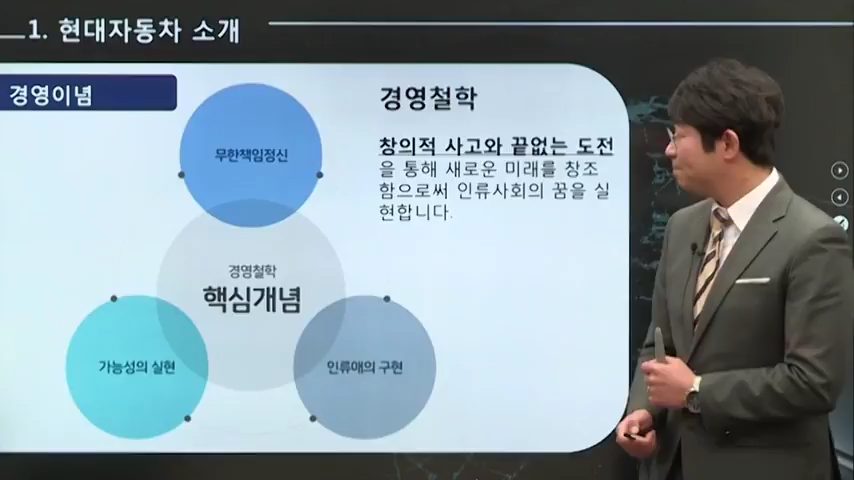 1. 현대자동차 소개
경영이념
무한책임정신
경영철학
핵심개념
가능성의 실현
인류애의 구현
경영철학
창의적 사고와 끝없는 도전
을 통해 새로운 미래를 창조
함으로써 인류사회의 꿈을 실
현합니다.